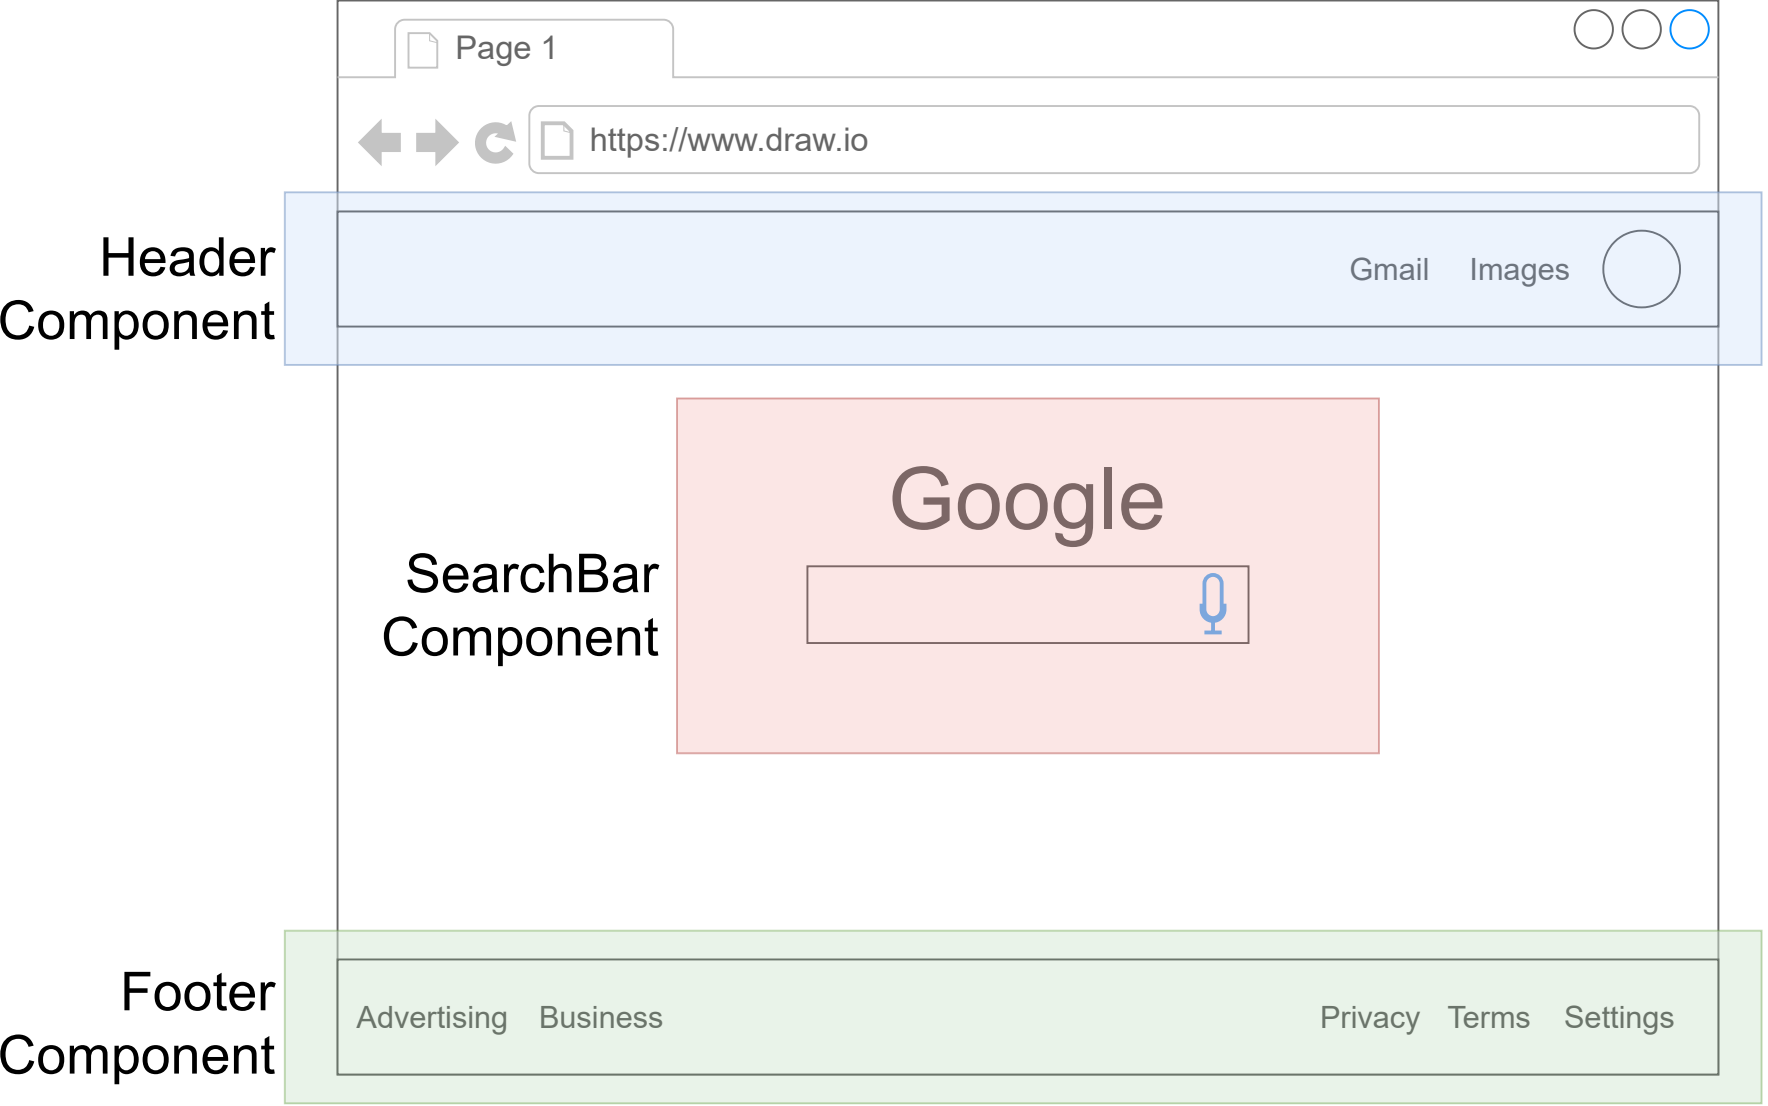 Page 1
https://www.draw.io
Header
Component
Gmail Images
Google
SearchBar
Component
Footer
Component
Advertising Business Privacy Terms Settings